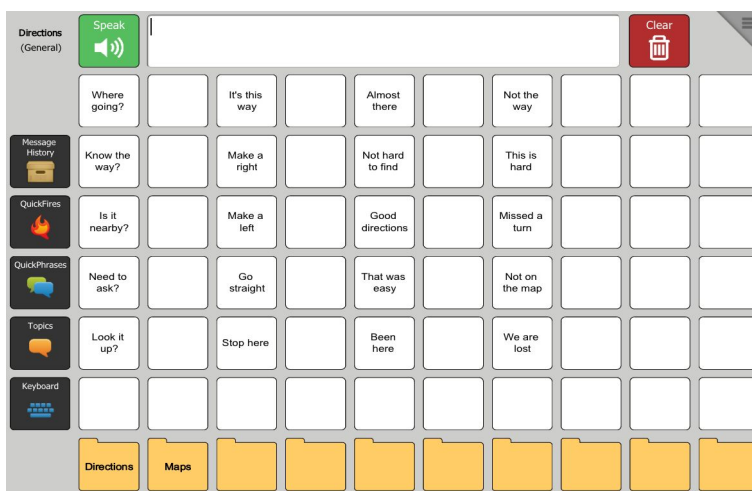 Directions
(General)
Speak
Clear
Where
going?
It's this
way
Almost
there
Not the
way
Message
History
Know the
way?
Make a
right
Not hard
to find
This is
hard
QuickFires
Is it
nearby?
Make a
left
Good
directions
Missed a
turn
QuickPhrases
Need to
ask?
Go
straight
That was
easy
Not on
the map
Topics
Look it
up?
Stop here
Been
here
We are
lost
Keyboard
Directions
Maps